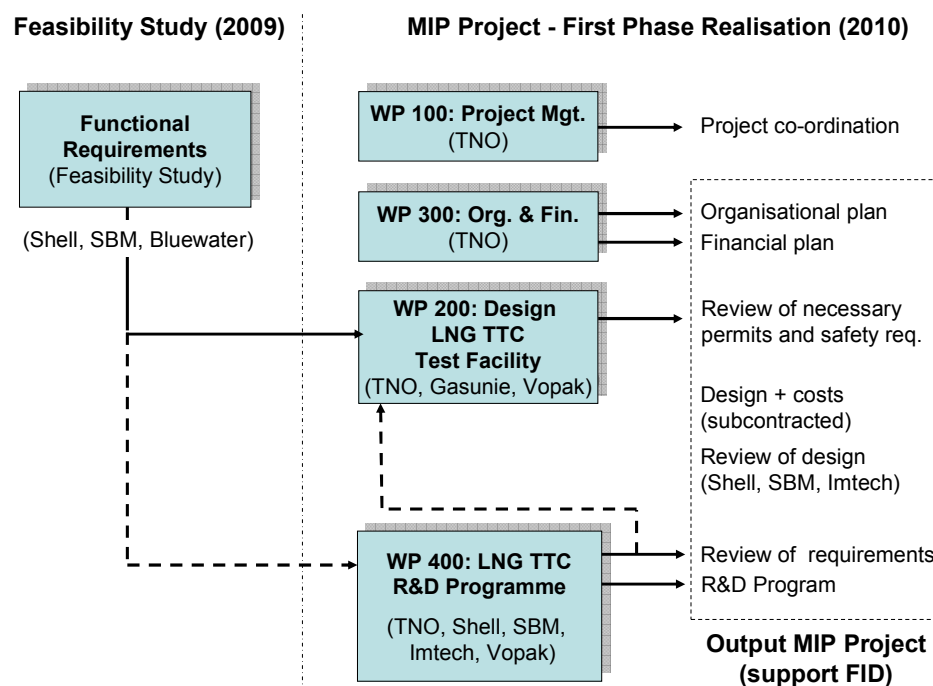 Feasibility Study (2009)
MIP Project - First Phase Realisation (2010)
Functional
Requirements
(Feasibility Study)
(Shell, SBM, Bluewater)
WP 100: Project Mgt.
(TNO)
Project co-ordination
WP 300: Org. & Fin.
(TNO)
Organisational plan
Financial plan
WP 200: Design
LNG TTC
Test Facility
(TNO, Gasunie, Vopak)
Review of necessary
permits and safety req.
Design + costs
(subcontracted)
Review of design
(Shell, SBM, Imtech)
WP 400: LNG TTC
R&D Programme
(TNO, Shell, SBM,
Imtech, Vopak)
Review of requirements
R&D Program
Output MIP Project
(support FID)